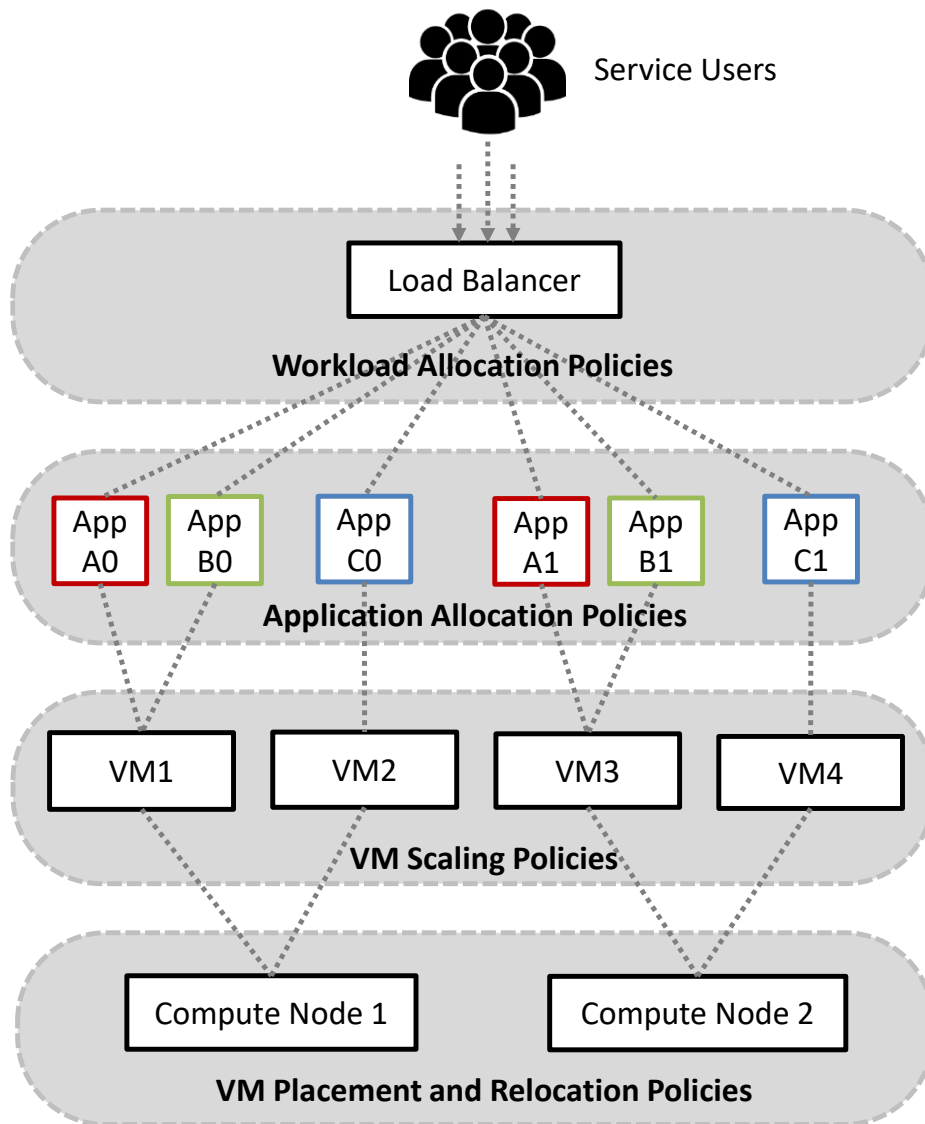 Service Users
Load Balancer
Workload Allocation Policies
App
A0
App
B0
App
C0
App
A1
App
B1
App
C1
Application Allocation Policies
VM1
VM2
VM3
VM4
VM Scaling Policies
Compute Node 1
Compute Node 2
VM Placement and Relocation Policies